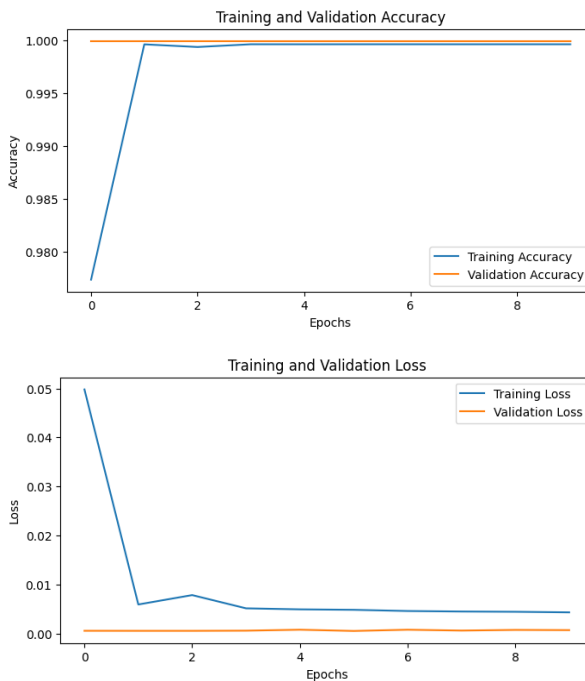 Training and Validation Accuracy
1.000
0.995
0.990
0.985
0.980
Accuracy
Training Accuracy
Validation Accuracy
0 2 4 6 8
Epochs
Training and Validation Loss
0.05
0.04
0.03
0.02
0.01
0.00
Loss
Training Loss
Validation Loss
0 2 4 6 8
Epochs